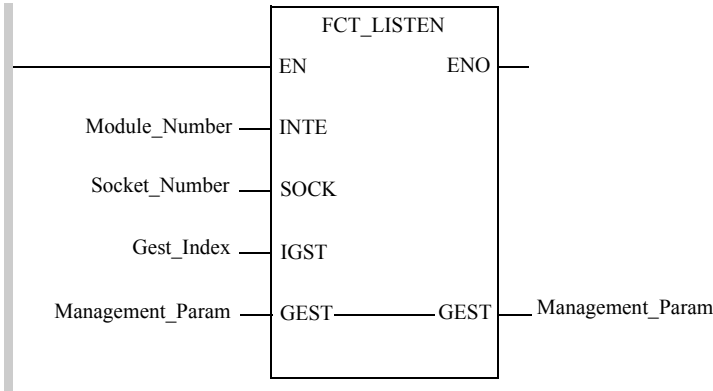 FCT_LISTEN
EN ENO
Module_Number INTE
Socket_Number SOCK
Gest_Index IGST
Management_Param GEST GEST Management_Param